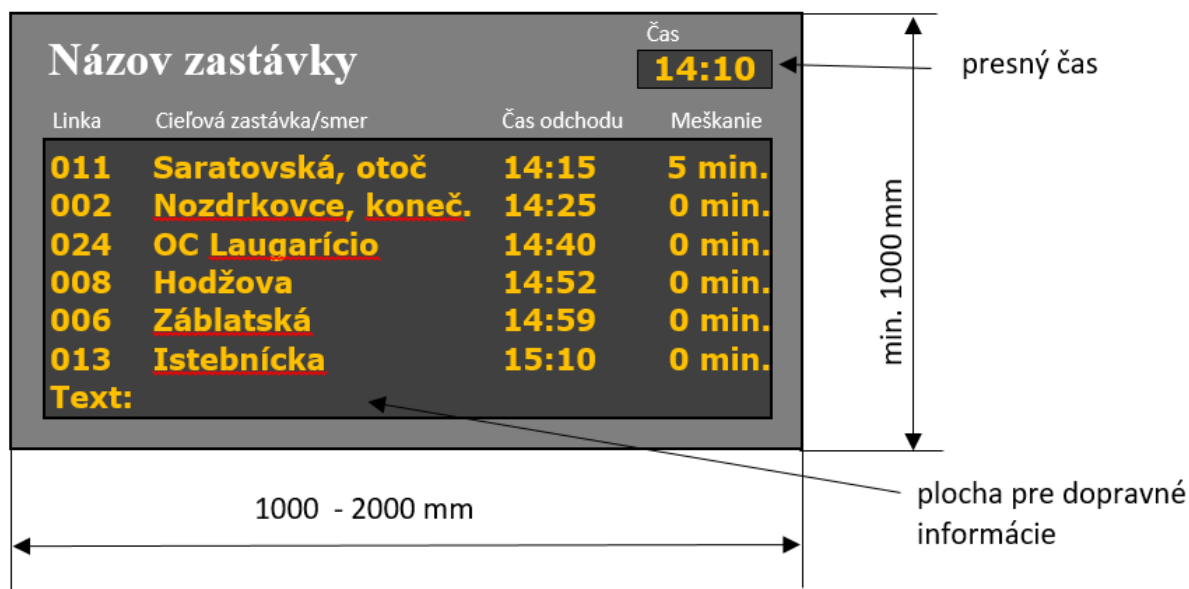 Názov zastávky
Čas
14:10
presný čas
Linka Cieľová zastávka/smer Čas odchodu Meškanie
011 Saratovská, otoč 14:15 5 min.
002 Nozdrkovce, koneč. 14:25 0 min.
024 OC Laugarício 14:40 0 min.
008 Hodžova 14:52 0 min.
006 Záblatská 14:59 0 min.
013 Istebnícka 15:10 0 min.
Text:
min. 1000 mm
plocha pre dopravné
informácie
1000 - 2000 mm